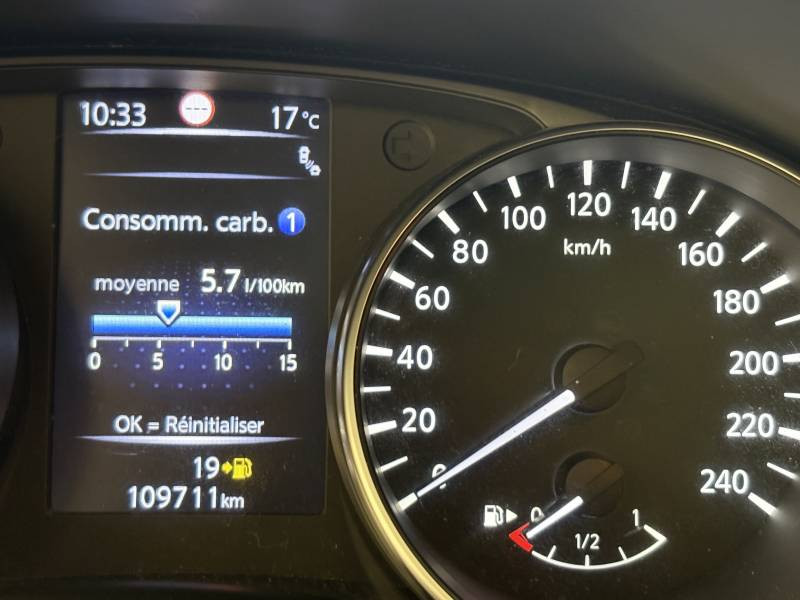 10:33 17°C
Consomm. carb. 1
moyenne 5.7 l/100km
0 5 10 15
OK = Réinitialiser
19
109711km
0 20 40 60 80 100 120 140 160 180 200 220 240
km/h
0 1/2 1